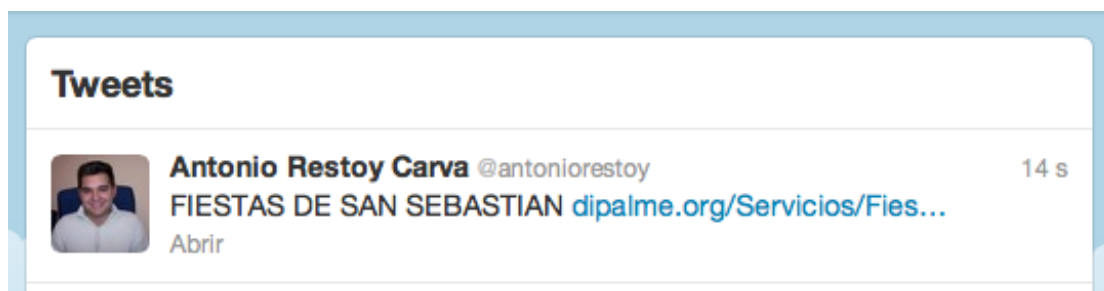 Tweets
Antonio Restoy Carva @antoniorestoy 14 s
FIESTAS DE SAN SEBASTIAN dipalme.org/Servicios/Fies...
Abrir